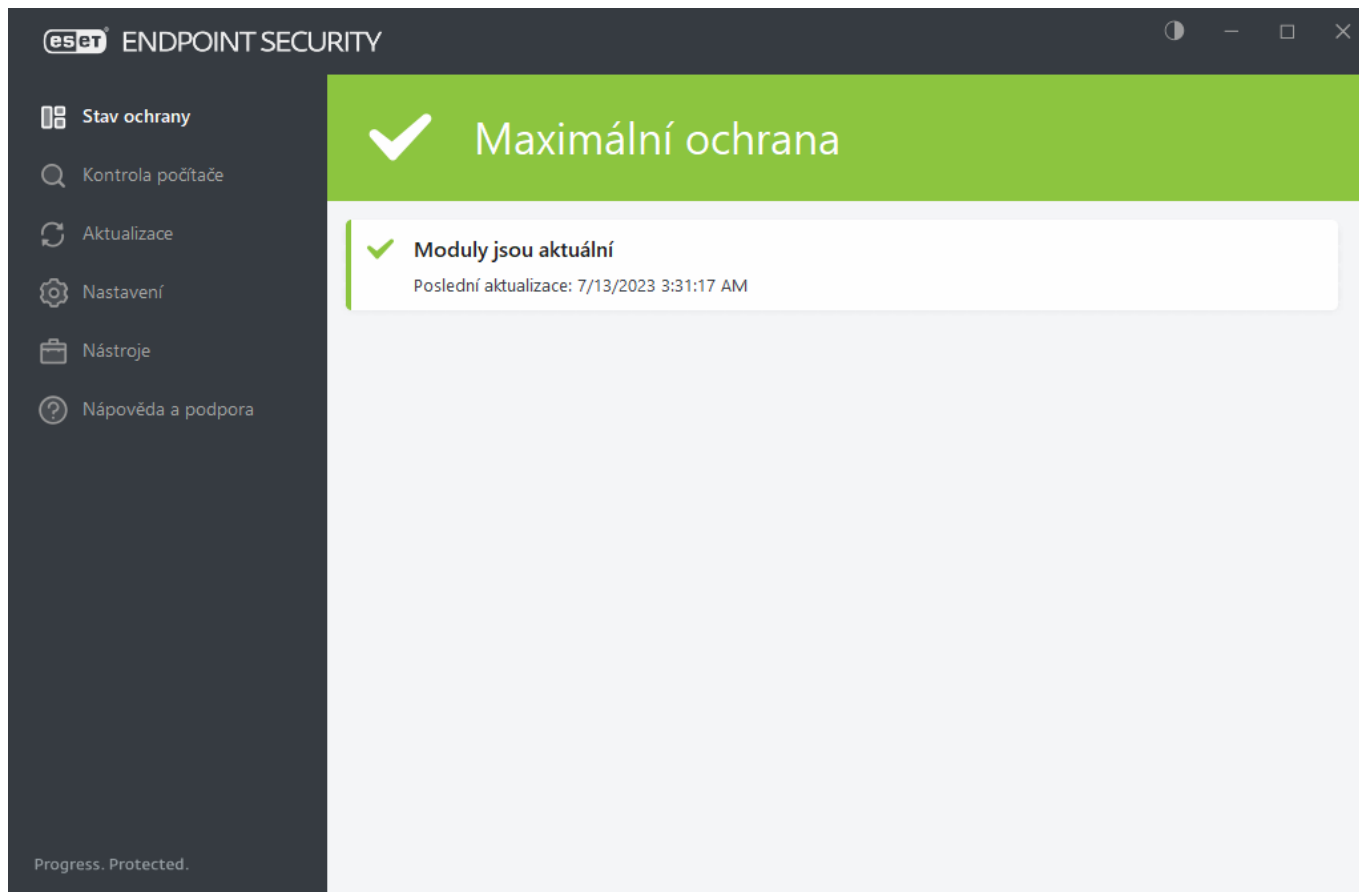 eset ENDPOINT SECURITY
Stav ochrany
Kontrola počítače
Aktualizace
Nastavení
Nástroje
Nápověda a podpora
Progress. Protected.
Maximální ochrana
Moduly jsou aktuální
Poslední aktualizace: 7/13/2023 3:31:17 AM